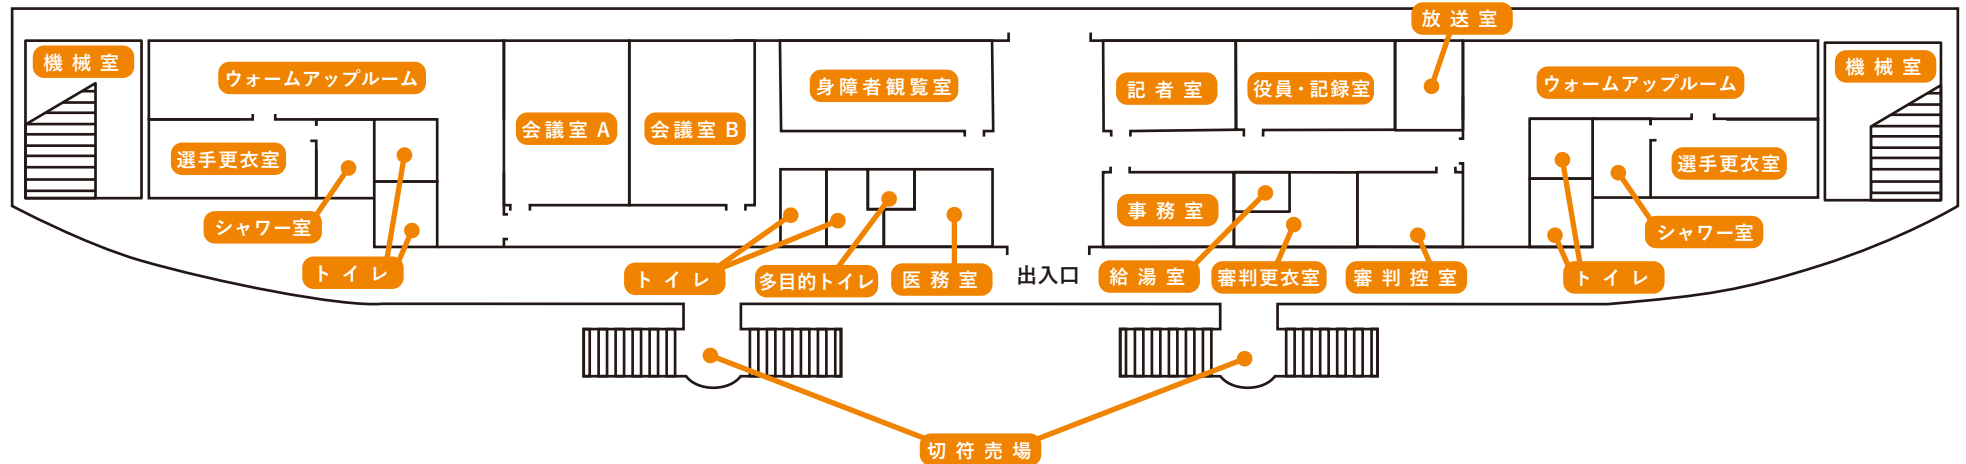 放送室
機械室
ウォームアップルーム
身障者観覧室
記者室
役員・記録室
ウォームアップルーム
機械室
会議室 A
会議室 B
選手更衣室
選手更衣室
シャワー室
事務室
シャワー室
トイレ
トイレ
多目的トイレ
医務室
出入口
給湯室
審判更衣室
審判控室
トイレ
切符売場